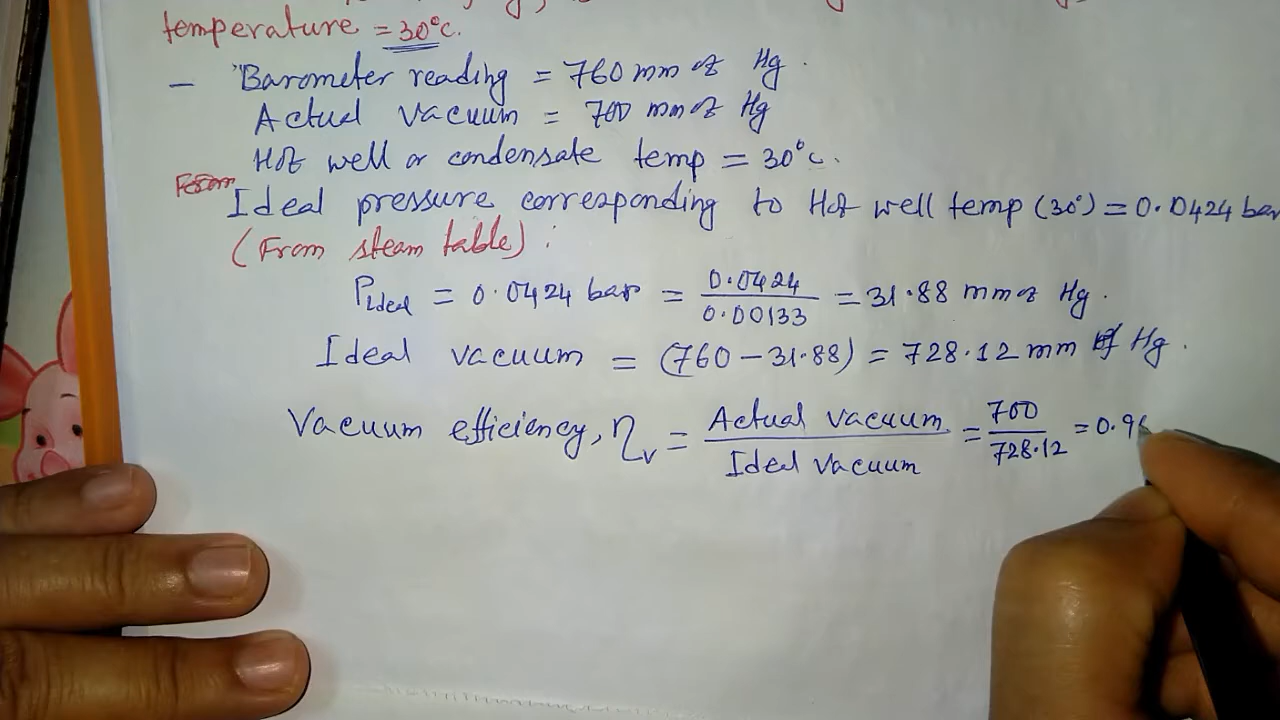 temperature = 30°c.
- Barometer reading = 760 mm of Hg.
Actual vacuum = 700 mm of Hg
Hot well or condensate temp = 30°c.
From
Ideal pressure corresponding to Hot well temp (30°) = 0.0424 bar
(From steam table) :
Pideal = 0.0424 bar = 0.0424 / 0.00133 = 31.88 mm of Hg.
Ideal vacuum = (760 - 31.88) = 728.12 mm of Hg.
Vacuum efficiency, ηv = Actual vacuum / Ideal vacuum = 700 / 728.12 = 0.96